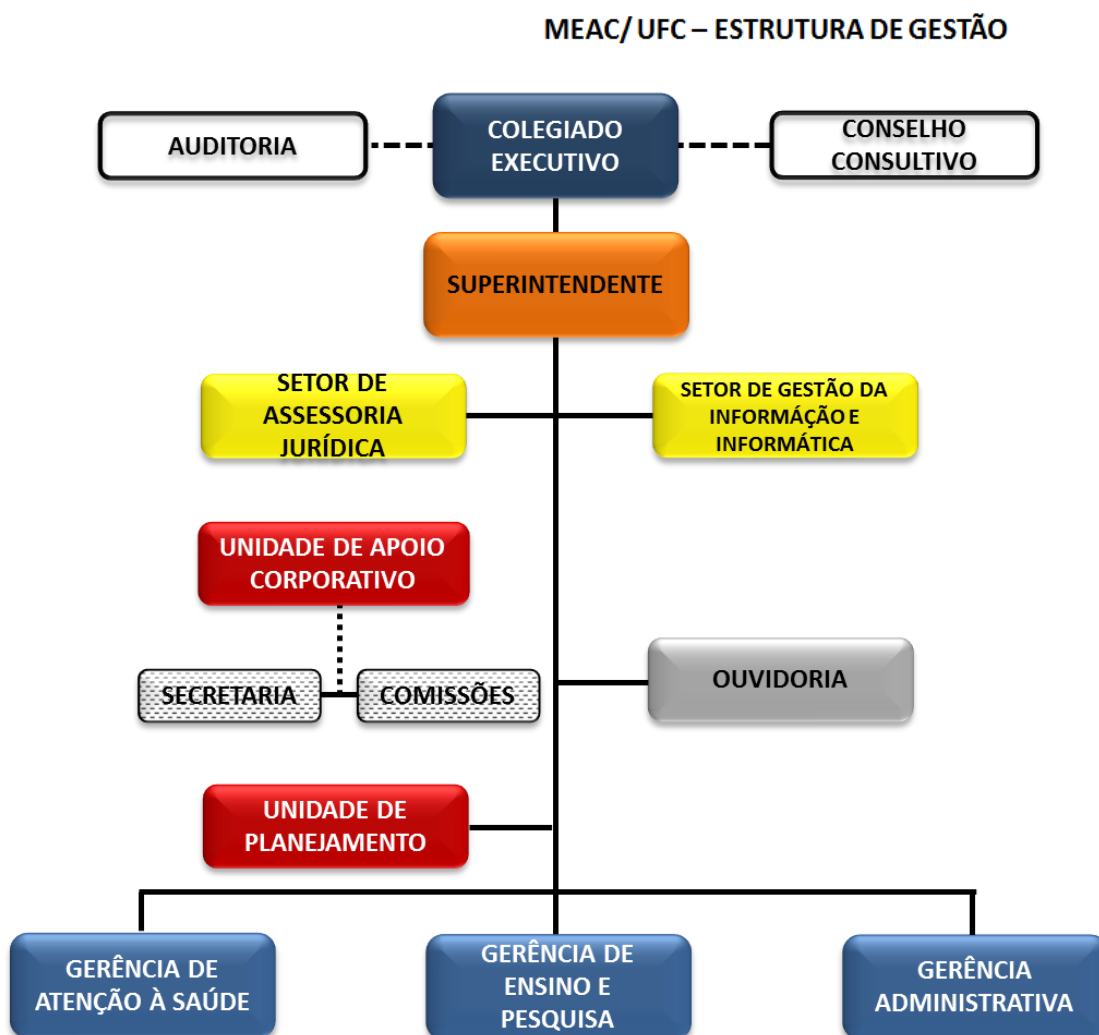 MEAC/ UFC – ESTRUTURA DE GESTÃO
AUDITORIA
COLEGIADO
EXECUTIVO
CONSELHO
CONSULTIVO
SUPERINTENDENTE
SETOR DE
ASSESSORIA
JURÍDICA
SETOR DE GESTÃO DA
INFORMÁÇÃO E
INFORMÁTICA
UNIDADE DE APOIO
CORPORATIVO
SECRETARIA
COMISSÕES
OUVIDORIA
UNIDADE DE
PLANEJAMENTO
GERÊNCIA DE
ATENÇÃO À SAÚDE
GERÊNCIA DE
ENSINO E
PESQUISA
GERÊNCIA
ADMINISTRATIVA